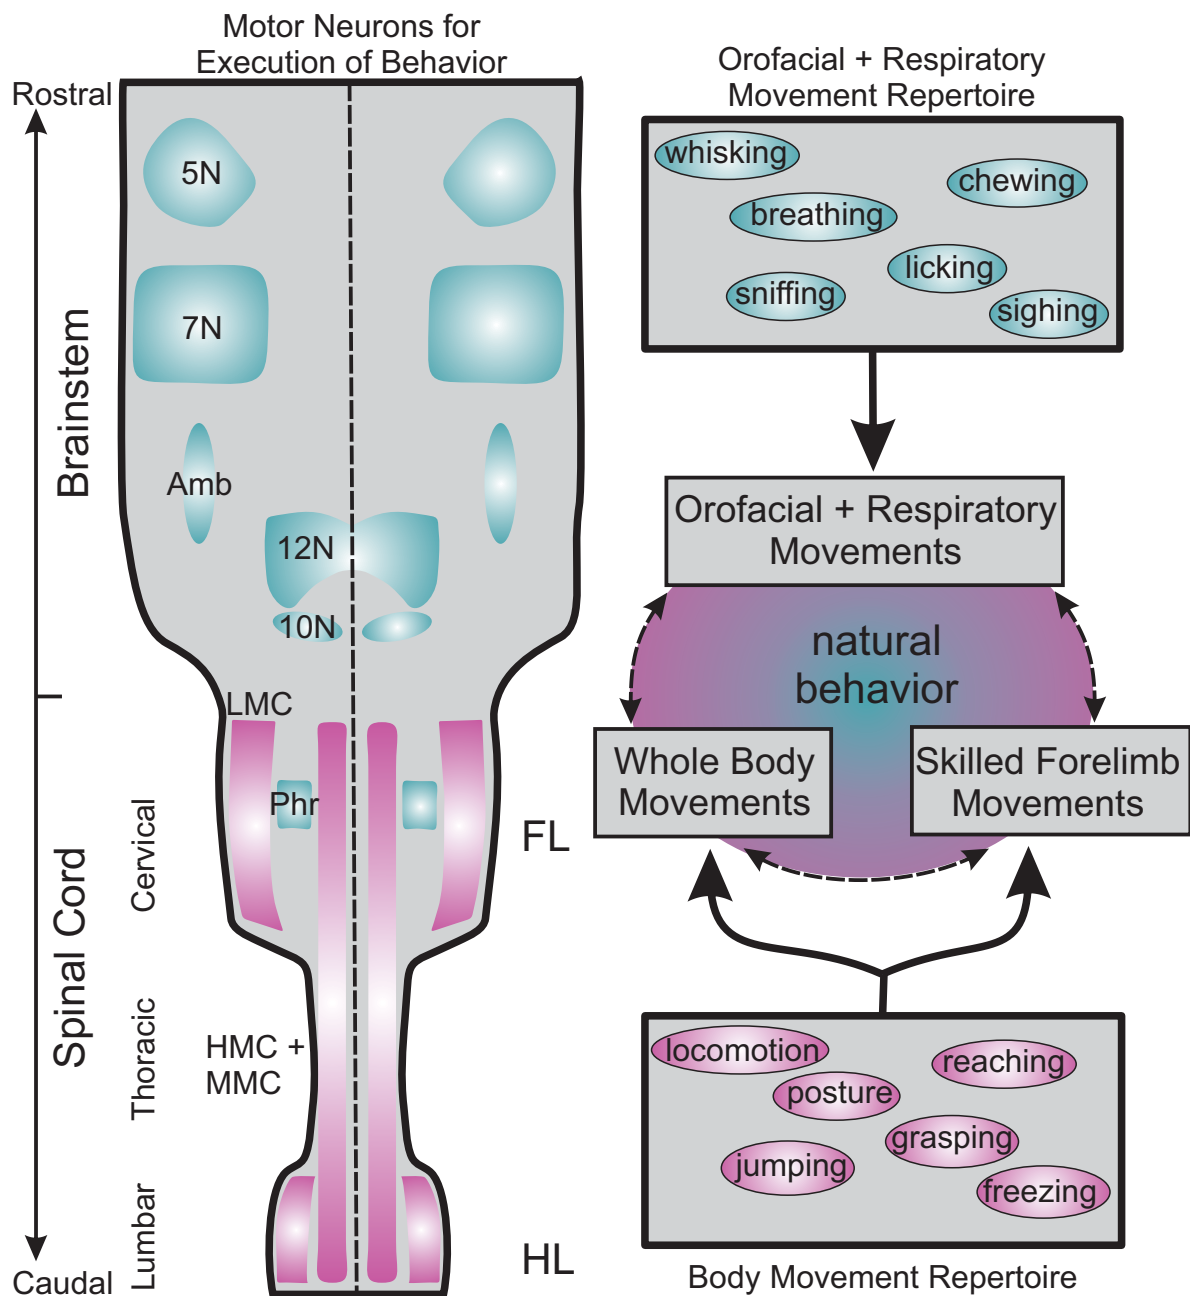 Motor Neurons for
Execution of Behavior
Rostral
Brainstem
5N
7N
Amb
12N
10N
LMC
Phr
Spinal Cord
Cervical
FL
Thoracic
HMC +
MMC
Lumbar
HL
Caudal
Orofacial + Respiratory
Movement Repertoire
whisking
chewing
breathing
licking
sniffing
sighing
Orofacial + Respiratory
Movements
natural
behavior
Whole Body
Movements
Skilled Forelimb
Movements
locomotion
reaching
posture
grasping
jumping
freezing
Body Movement Repertoire